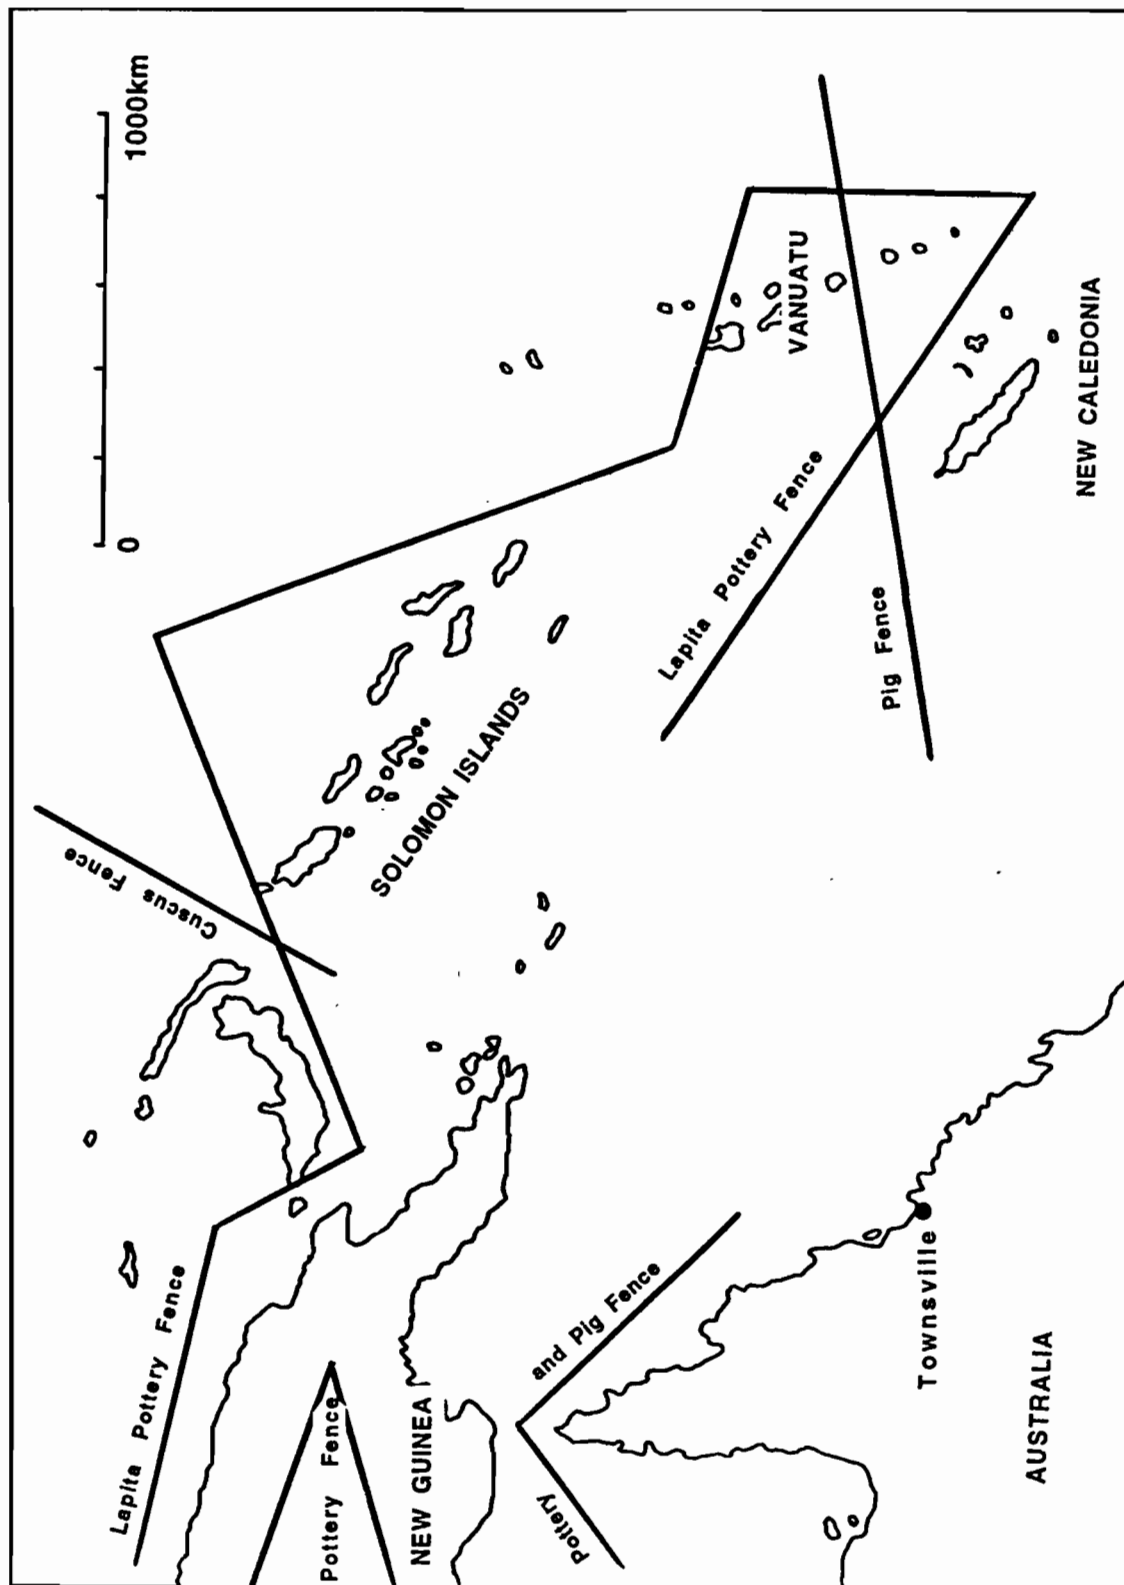 0
1000km
Cuscus Fence
Lapita Pottery Fence
SOLOMON ISLANDS
VANUATU
Lapita Pottery Fence
Pig Fence
NEW CALEDONIA
Pottery Fence
NEW GUINEA
Pottery
and Pig Fence
Townsville
AUSTRALIA